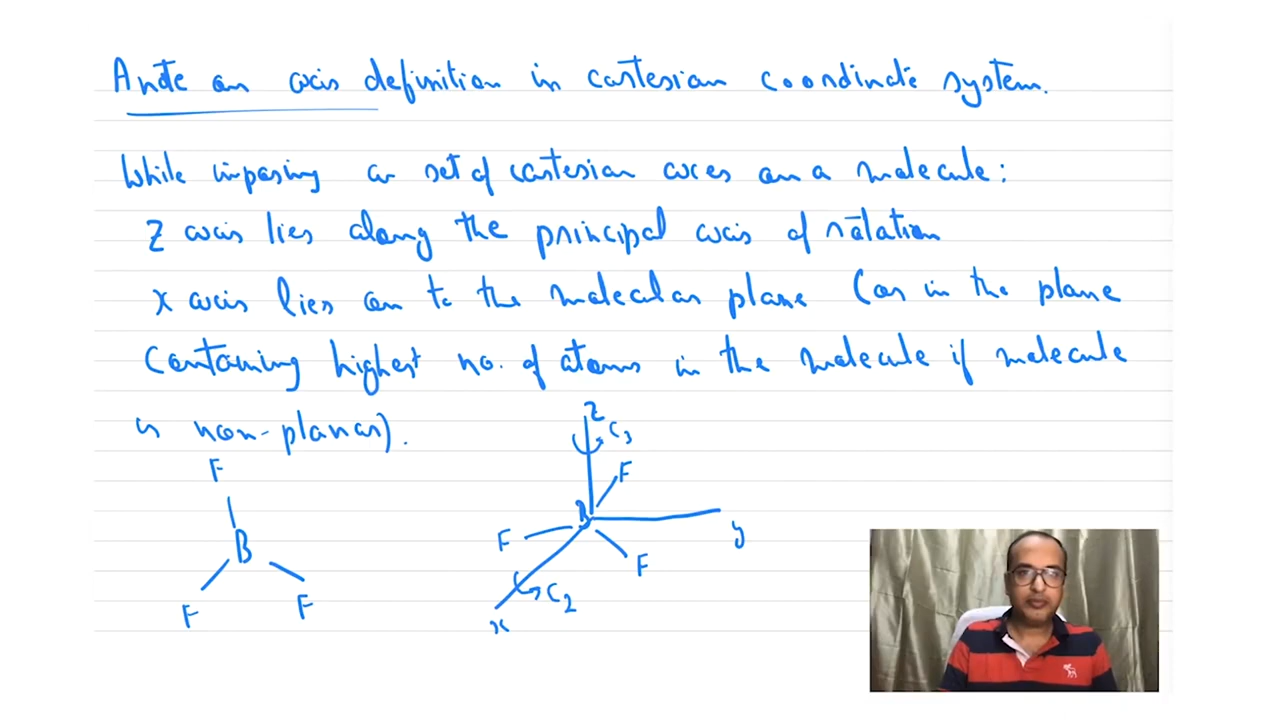 A note on axis definition in cartesian coordinate system.
While imposing a set of cartesian axes on a molecule:
Z axis lies along the principal axis of rotation
x axis lies on to the molecular plane (or in the plane
containing highest no. of atoms in the molecule if molecule
is non-planar).
F
B
F F
Z
C3
F
B
F
y
F
C2
x